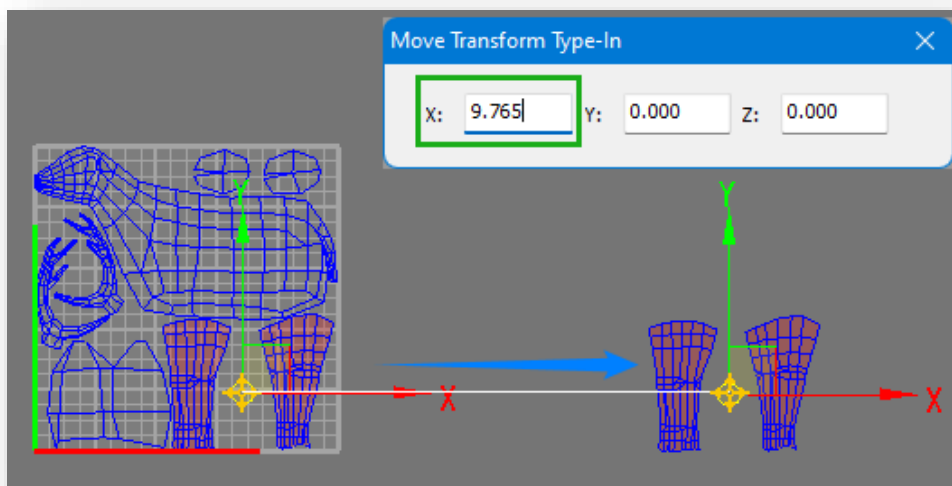 Move Transform Type-In
X: 9.765 Y: 0.000 Z: 0.000
Y Y
X X